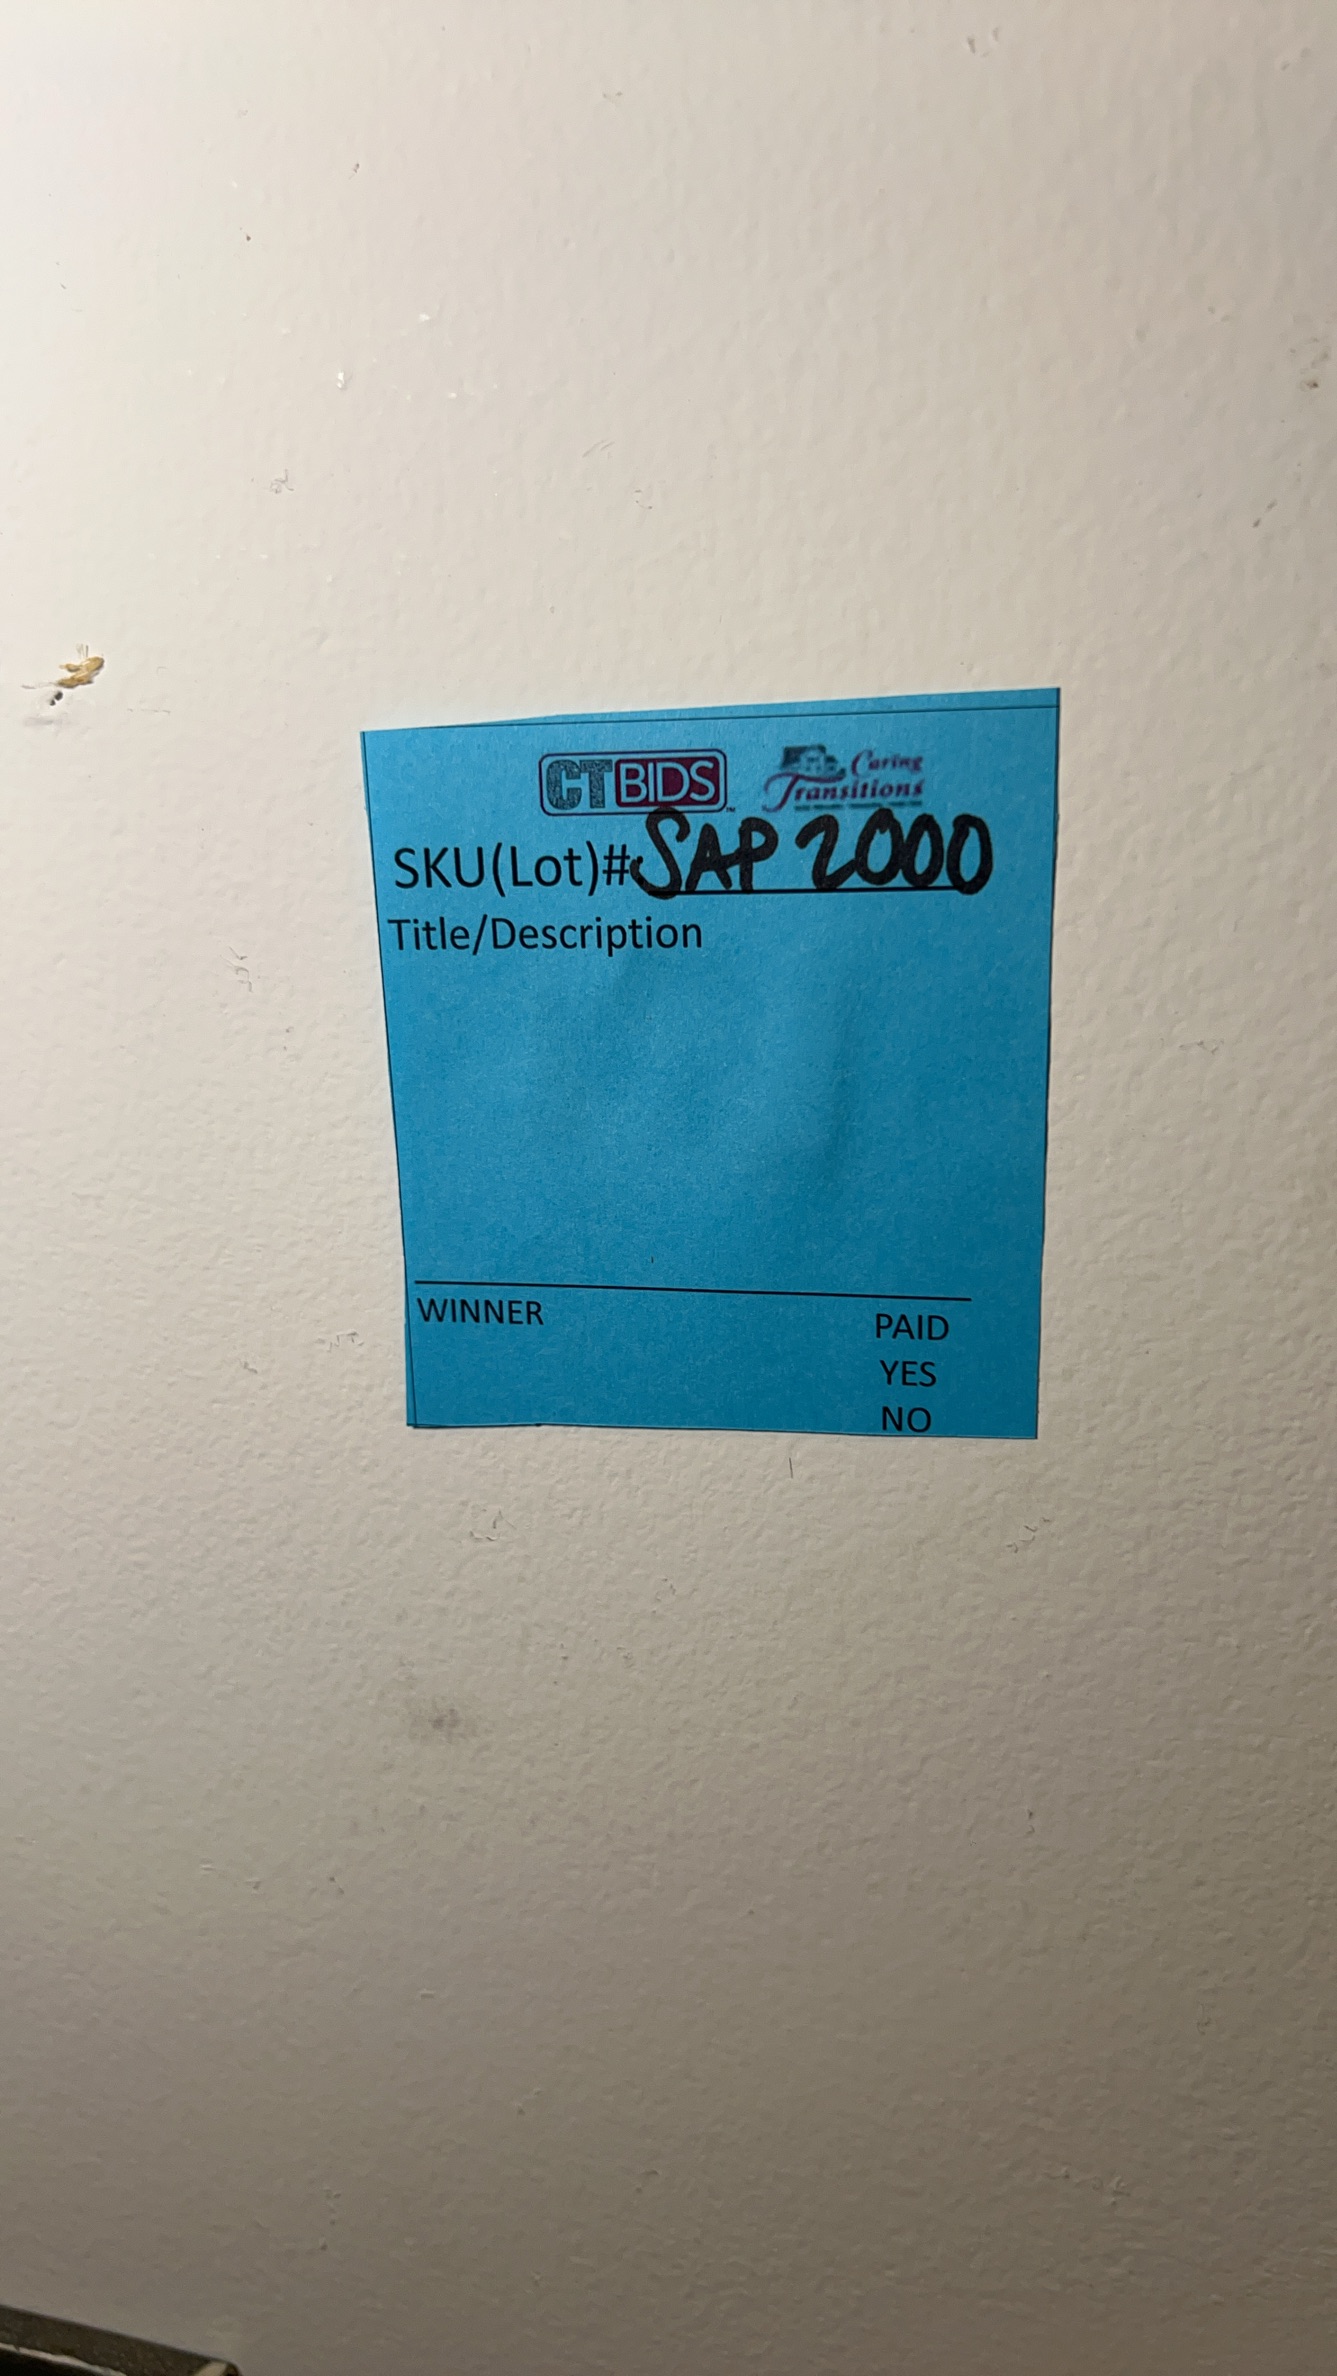 CTBIDS Caring Transitions
SKU(Lot)# SAP 2000
Title/Description
WINNER PAID
YES
NO